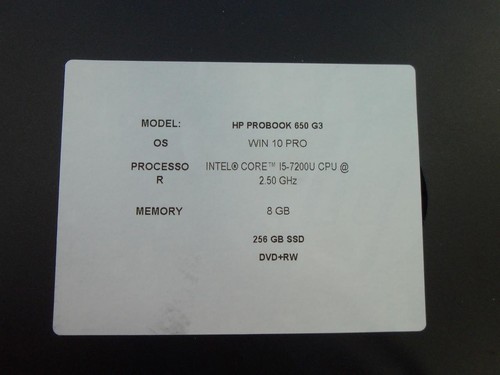 MODEL: HP PROBOOK 650 G3
OS WIN 10 PRO
PROCESSO INTEL® CORE™ I5-7200U CPU @
R 2.50 GHz
MEMORY 8 GB
256 GB SSD
DVD+RW